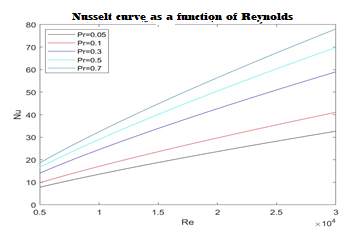 Nusselt curve as a function of Reynolds
80
70
60
50
40
30
20
10
0
Nu
Pr=0.05
Pr=0.1
Pr=0.3
Pr=0.5
Pr=0.7
0.5 1 1.5 2 2.5 3
Re
×10⁴